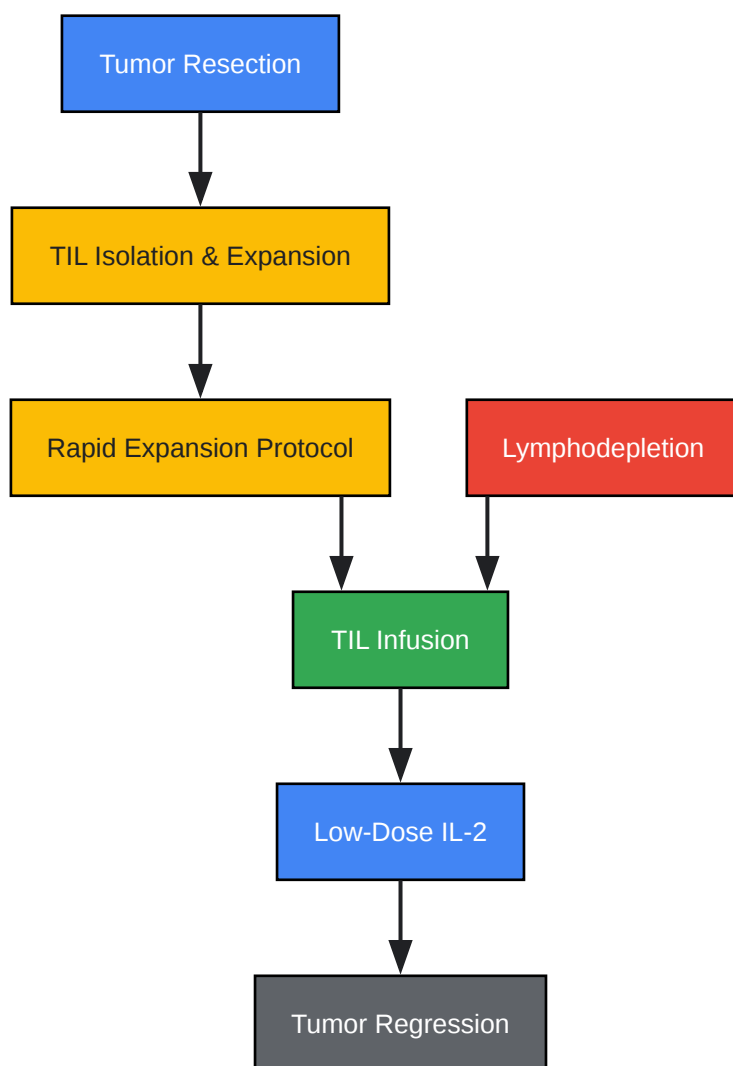 Tumor Resection
TIL Isolation & Expansion
Rapid Expansion Protocol
Lymphodepletion
TIL Infusion
Low-Dose IL-2
Tumor Regression